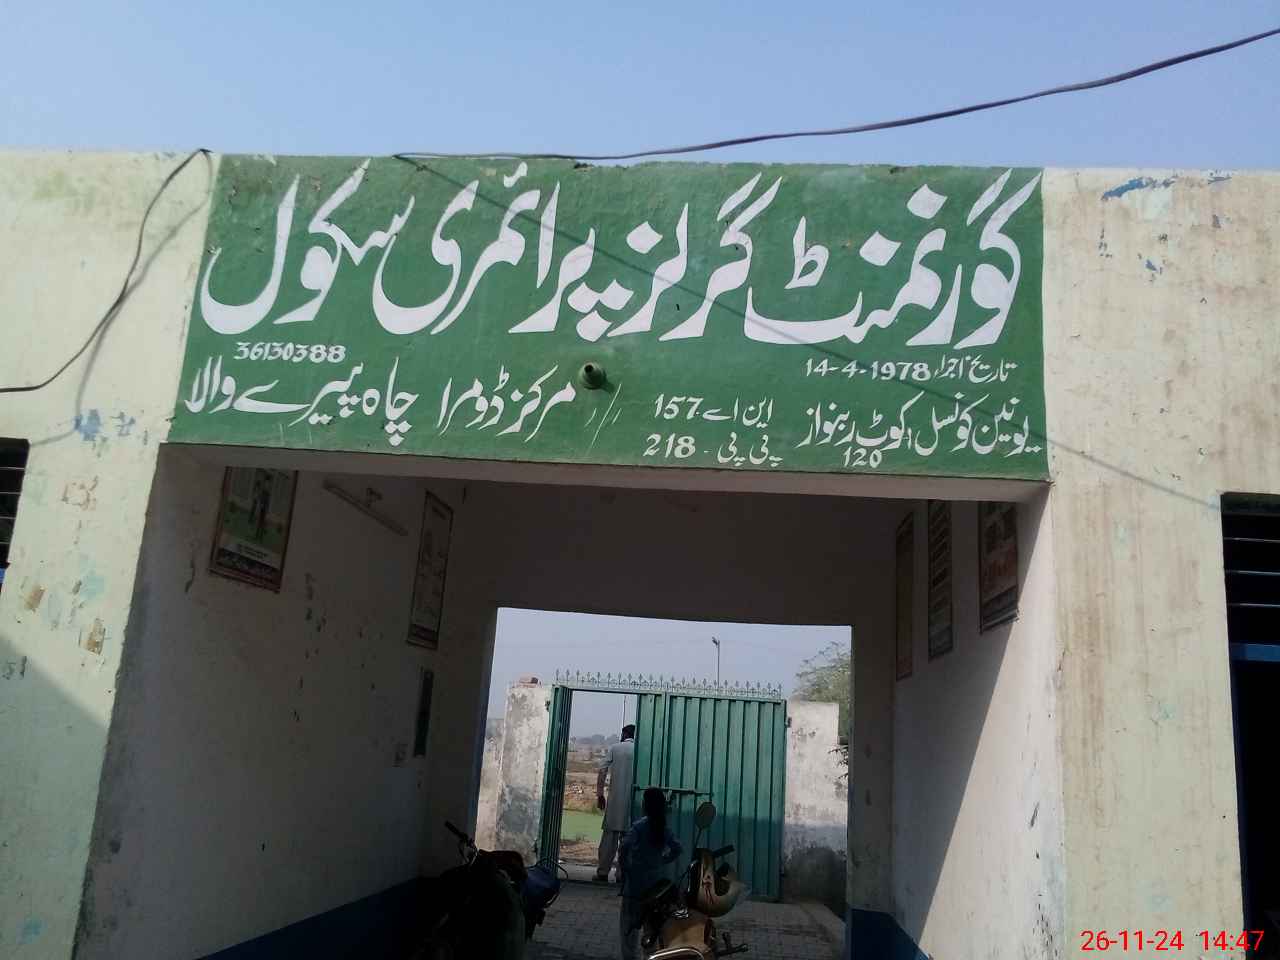 گورنمنٹ گرلز پرائمری سکول
تاریخ اجراء 14-4-1978
36130388
یونین کونسل کوٹ ربنواز
120
این اے 157
پی پی 218
مرکز ڈومرا
چاہ پیرے والا
26-11-24 14:47